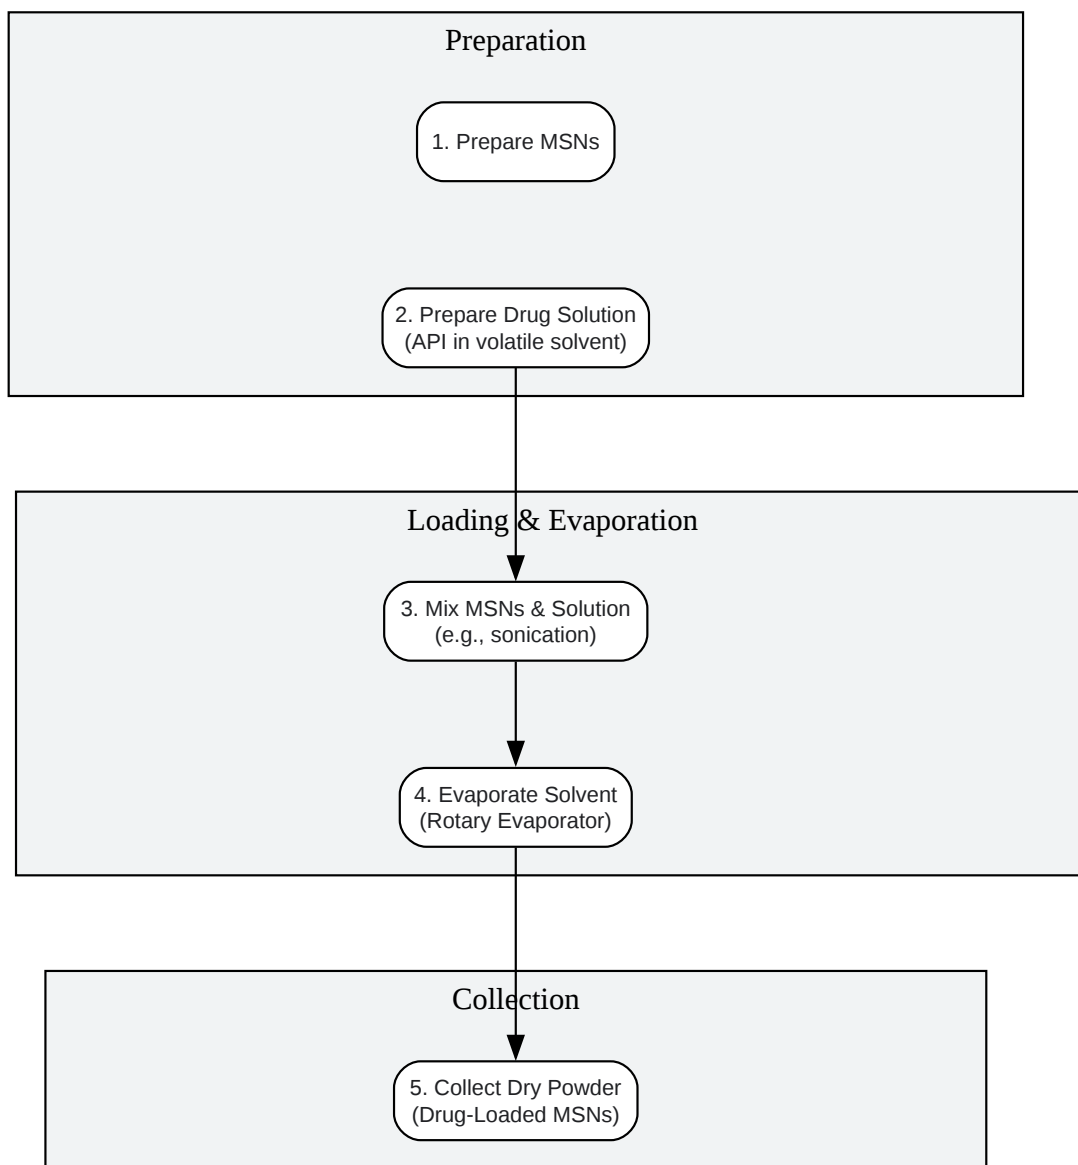 Preparation
1. Prepare MSNs
2. Prepare Drug Solution
(API in volatile solvent)
Loading & Evaporation
3. Mix MSNs & Solution
(e.g., sonication)
4. Evaporate Solvent
(Rotary Evaporator)
Collection
5. Collect Dry Powder
(Drug-Loaded MSNs)